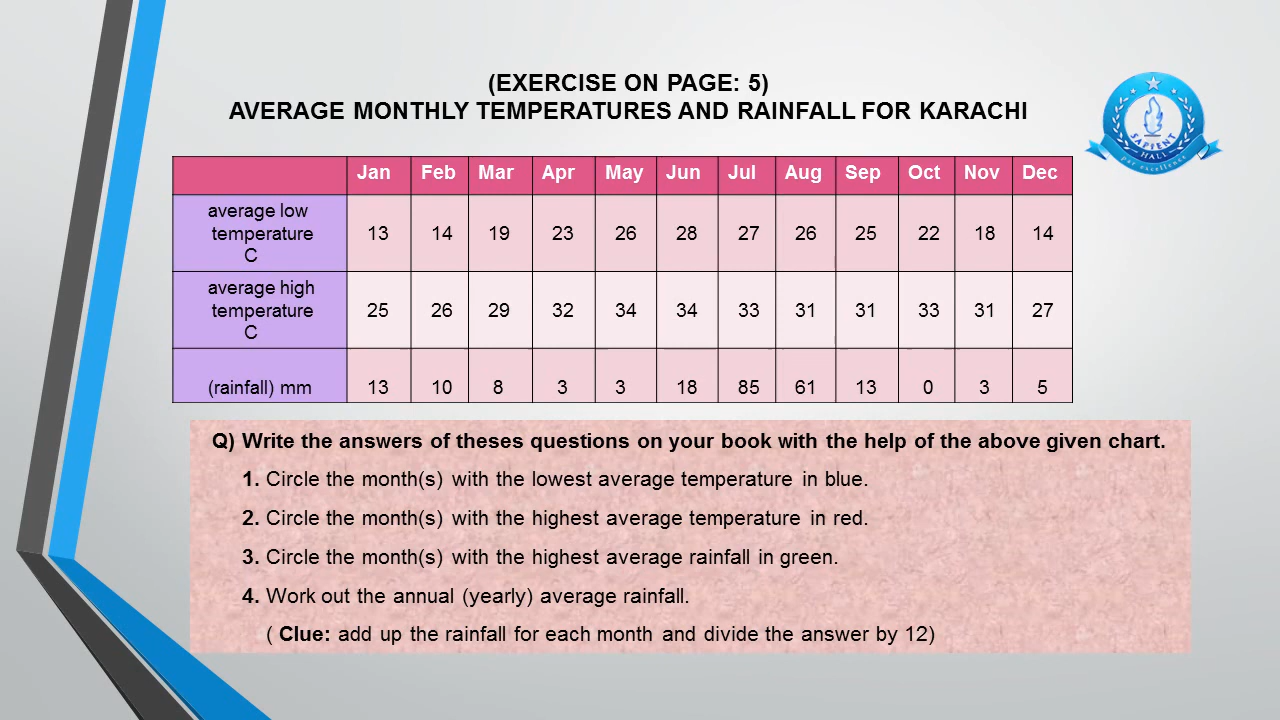 (EXERCISE ON PAGE: 5)
AVERAGE MONTHLY TEMPERATURES AND RAINFALL FOR KARACHI
SAPIENT
HALL
par excellence
Jan Feb Mar Apr May Jun Jul Aug Sep Oct Nov Dec
average low
temperature
C
13 14 19 23 26 28 27 26 25 22 18 14
average high
temperature
C
25 26 29 32 34 34 33 31 31 33 31 27
(rainfall) mm 13 10 8 3 3 18 85 61 13 0 3 5
Q) Write the answers of theses questions on your book with the help of the above given chart.
1. Circle the month(s) with the lowest average temperature in blue.
2. Circle the month(s) with the highest average temperature in red.
3. Circle the month(s) with the highest average rainfall in green.
4. Work out the annual (yearly) average rainfall.
( Clue: add up the rainfall for each month and divide the answer by 12)